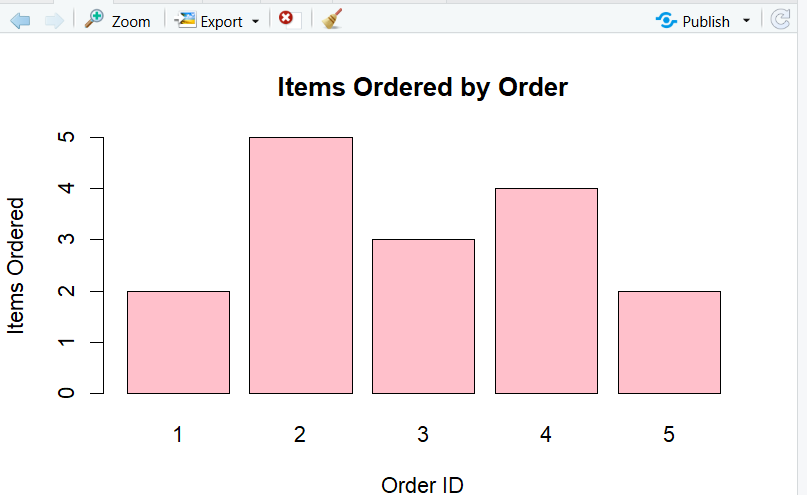 Zoom Export Publish
Items Ordered by Order
Items Ordered
5
4
3
2
1
0
1 2 3 4 5
Order ID